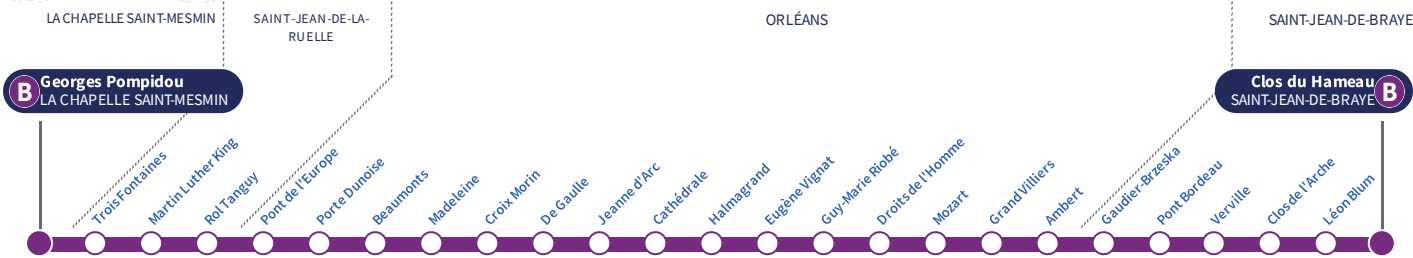 LA CHAPELLE SAINT-MESMIN
SAINT-JEAN-DE-LA-
RUELLE
ORLÉANS
SAINT-JEAN-DE-BRAYE
B
Georges Pompidou
LA CHAPELLE SAINT-MESMIN
Clos du Hameau
SAINT-JEAN-DE-BRAYE
B
Trois Fontaines
Martin Luther King
Rol Tanguy
Pont de l'Europe
Porte Dunoise
Beaumonts
Madeleine
Croix Morin
De Gaulle
Jeanne d'Arc
Cathédrale
Halmagrand
Eugène Vignat
Guy-Marie Riobé
Droits de l'Homme
Mozart
Grand Villiers
Ambert
Gaudier-Brzeska
Pont Bordeau
Verville
Clos de l'Arche
Léon Blum